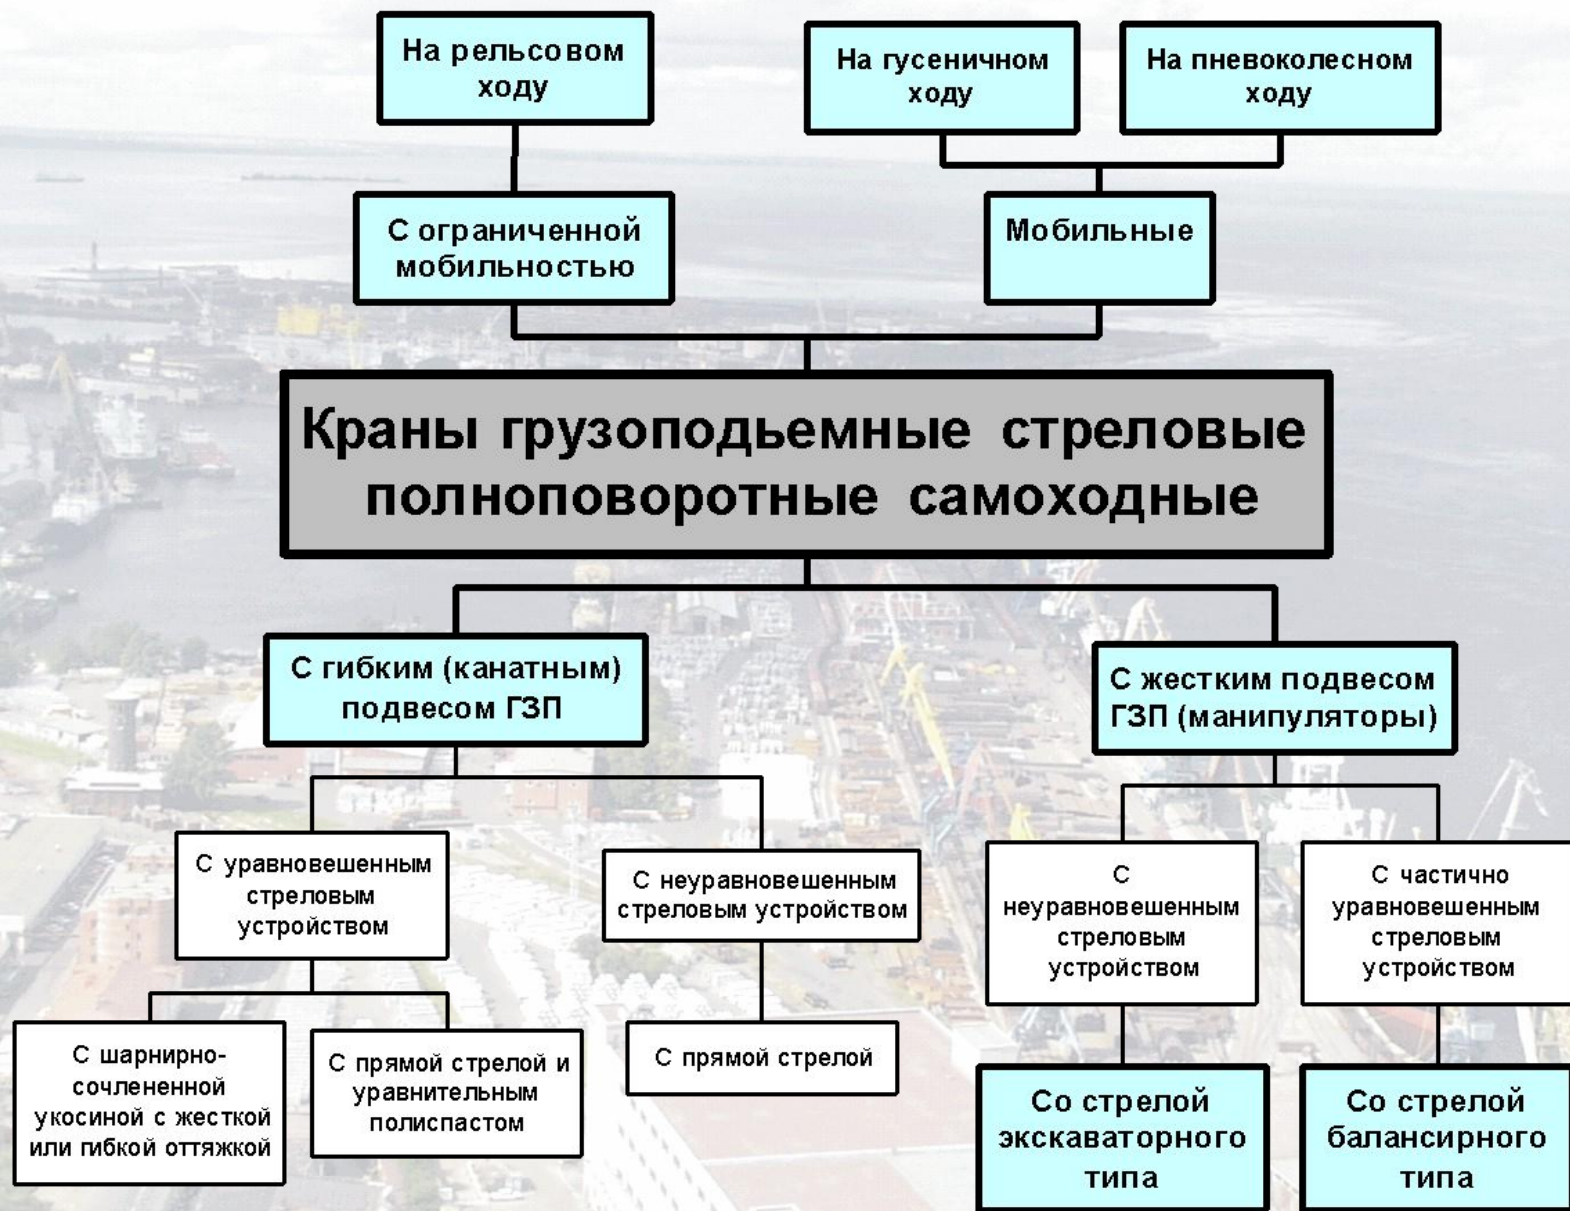 На рельсовом
ходу
На гусеничном
ходу
На пневоколесном
ходу
С ограниченной
мобильностью
Мобильные
Краны грузоподьемные стреловые
полноповоротные самоходные
С гибким (канатным)
подвесом ГЗП
С жестким подвесом
ГЗП (манипуляторы)
С уравновешенным
стреловым
устройством
С неуравновешенным
стреловым устройством
С
неуравновешенным
стреловым
устройством
С частично
уравновешенным
стреловым
устройством
С шарнирно-
сочлененной
укосиной с жесткой
или гибкой оттяжкой
С прямой стрелой и
уравнительным
полиспастом
С прямой стрелой
Со стрелой
экскаваторного
типа
Со стрелой
балансирного
типа